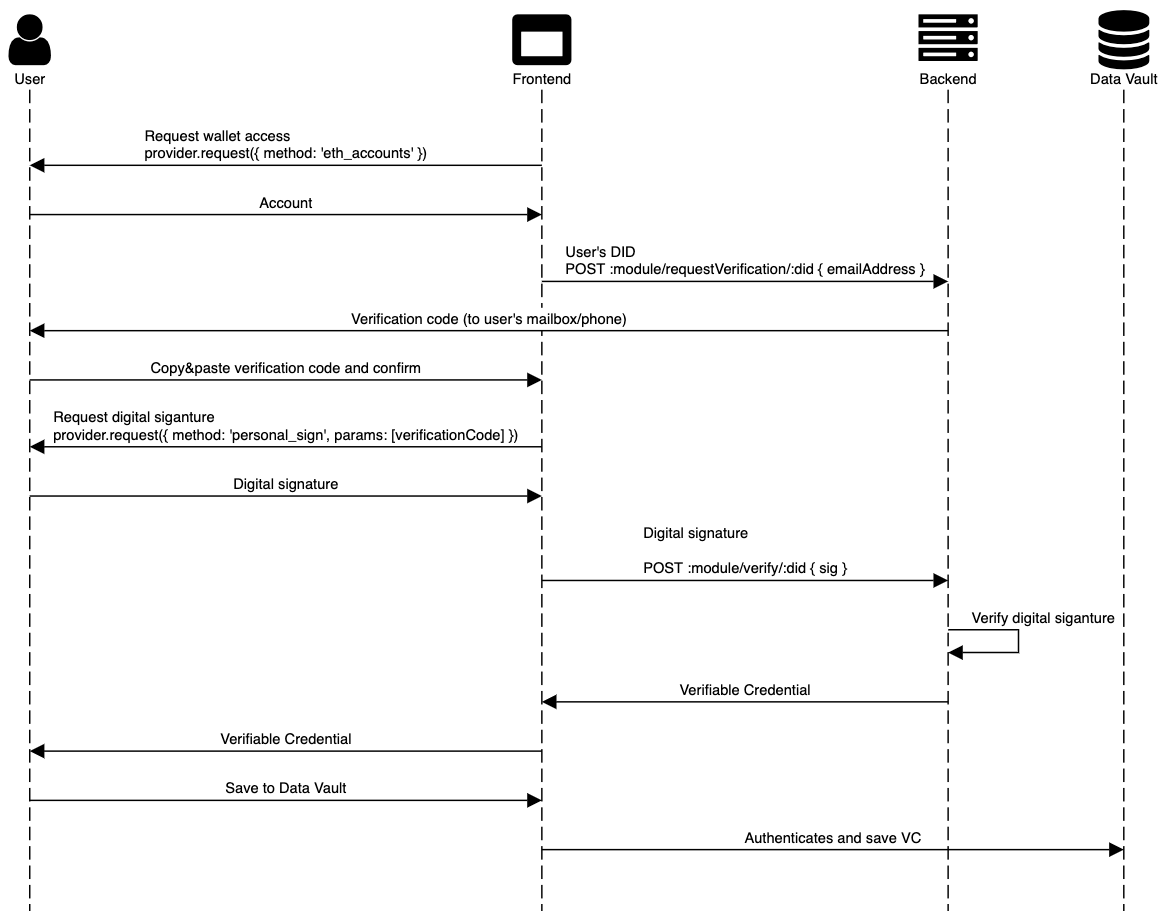 User
Frontend
Backend
Data Vault
Request wallet access
provider.request({ method: 'eth_accounts' })
Account
User's DID
POST :module/requestVerification/:did { emailAddress }
Verification code (to user's mailbox/phone)
Copy&paste verification code and confirm
Request digital siganture
provider.request({ method: 'personal_sign', params: [verificationCode] })
Digital signature
Digital signature
POST :module/verify/:did { sig }
Verify digital siganture
Verifiable Credential
Verifiable Credential
Save to Data Vault
Authenticates and save VC